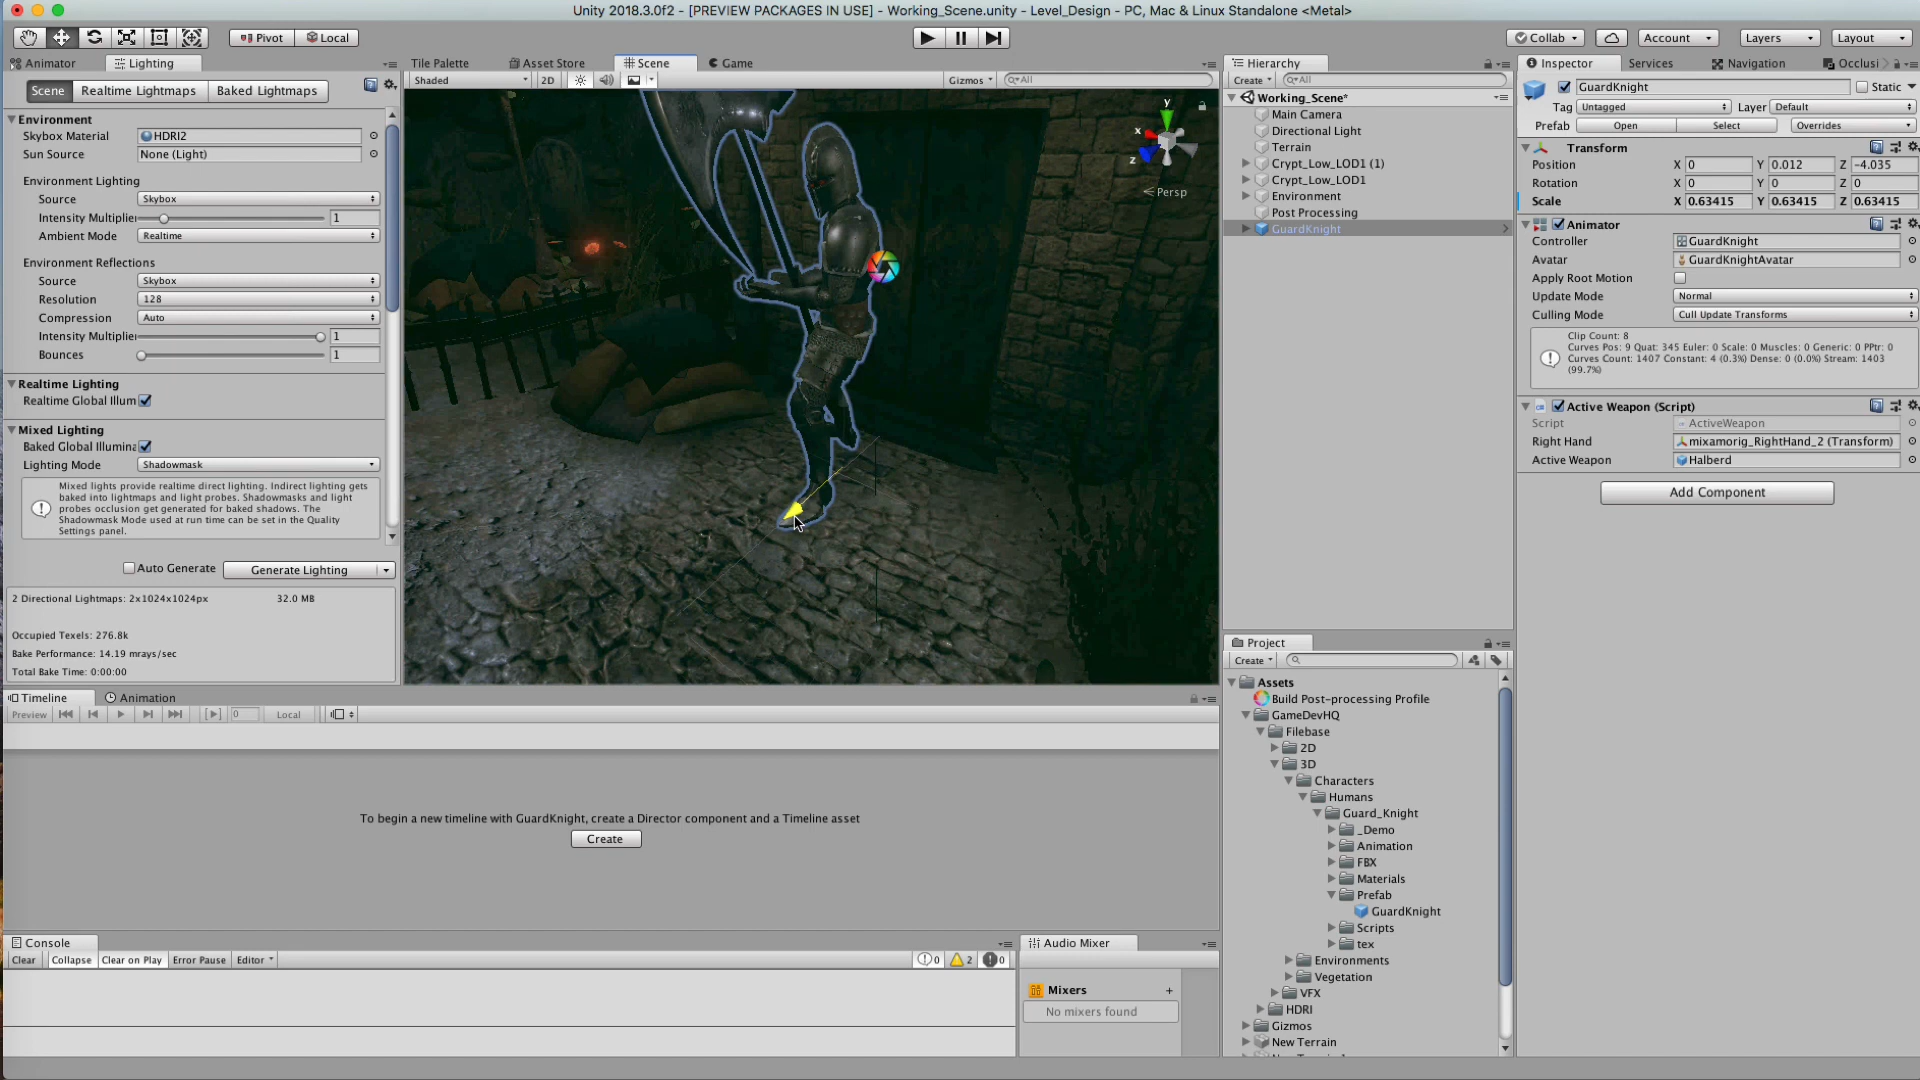 Unity 2018.3.0f2 - [PREVIEW PACKAGES IN USE] - Working_Scene.unity - Level_Design - PC, Mac & Linux Standalone <Metal>
Pivot Local Collab Account Layers Layout
Animator Lighting
Scene Realtime Lightmaps Baked Lightmaps
Environment
Skybox Material HDRI2
Sun Source None (Light)
Environment Lighting
Source Skybox
Intensity Multiplier 1
Ambient Mode Realtime
Environment Reflections
Source Skybox
Resolution 128
Compression Auto
Intensity Multiplier 1
Bounces 1
Realtime Lighting
Realtime Global Illum
Mixed Lighting
Baked Global Illumina
Lighting Mode Shadowmask
Mixed lights provide realtime direct lighting. Indirect lighting gets
baked into lightmaps and light probes. Shadowmasks and light
probes occlusion get generated for baked shadows. The
Shadowmask Mode used at run time can be set in the Quality
Settings panel.
Auto Generate Generate Lighting
2 Directional Lightmaps: 2x1024x1024px 32.0 MB
Occupied Texels: 276.8k
Bake Performance: 14.19 mrays/sec
Total Bake Time: 0:00:00
Tile Palette Asset Store Scene Game
Shaded 2D Gizmos All
y
x
z
Persp
Hierarchy
Create All
Working_Scene*
Main Camera
Directional Light
Terrain
Crypt_Low_LOD1 (1)
Crypt_Low_LOD1
Environment
Post Processing
GuardKnight
Inspector Services Navigation Occlusi
GuardKnight Static
Tag Untagged Layer Default
Prefab Open Select Overrides
Transform
Position X 0 Y 0.012 Z -4.035
Rotation X 0 Y 0 Z 0
Scale X 0.63415 Y 0.63415 Z 0.63415
Animator
Controller GuardKnight
Avatar GuardKnightAvatar
Apply Root Motion
Update Mode Normal
Culling Mode Cull Update Transforms
Clip Count: 8
Curves Pos: 9 Quat: 345 Euler: 0 Scale: 0 Muscles: 0 Generic: 0 PPtr: 0
Curves Count: 1407 Constant: 4 (0.3%) Dense: 0 (0.0%) Stream: 1403
(99.7%)
Active Weapon (Script)
Script ActiveWeapon
Right Hand mixamorig_RightHand_2 (Transform)
Active Weapon Halberd
Add Component
Project
Create
Assets
Build Post-processing Profile
GameDevHQ
Filebase
2D
3D
Characters
Humans
Guard_Knight
_Demo
Animation
FBX
Materials
Prefab
GuardKnight
Scripts
tex
Environments
Vegetation
VFX
HDRI
Gizmos
New Terrain
Timeline Animation
Preview 0 Local
To begin a new timeline with GuardKnight, create a Director component and a Timeline asset
Create
Console
Clear Collapse Clear on Play Error Pause Editor 0 2 0
Audio Mixer
Mixers +
No mixers found